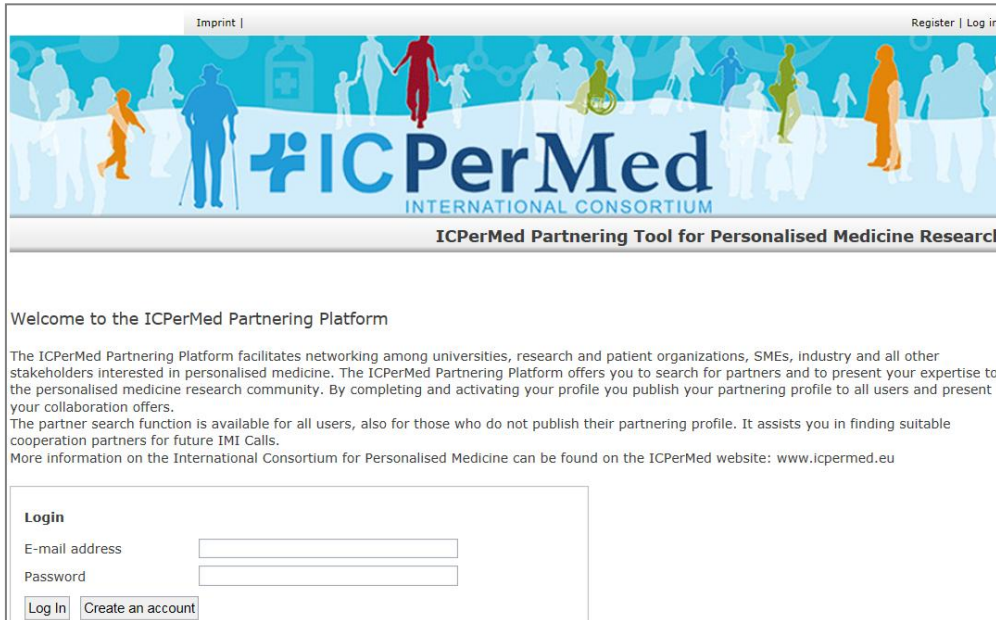 Imprint |
Register | Log in
ICPerMed
INTERNATIONAL CONSORTIUM
ICPerMed Partnering Tool for Personalised Medicine Research
Welcome to the ICPerMed Partnering Platform
The ICPerMed Partnering Platform facilitates networking among universities, research and patient organizations, SMEs, industry and all other
stakeholders interested in personalised medicine. The ICPerMed Partnering Platform offers you to search for partners and to present your expertise to
the personalised medicine research community. By completing and activating your profile you publish your partnering profile to all users and present
your collaboration offers.
The partner search function is available for all users, also for those who do not publish their partnering profile. It assists you in finding suitable
cooperation partners for future IMI Calls.
More information on the International Consortium for Personalised Medicine can be found on the ICPerMed website: www.icpermed.eu
Login
E-mail address
Password
Log In Create an account